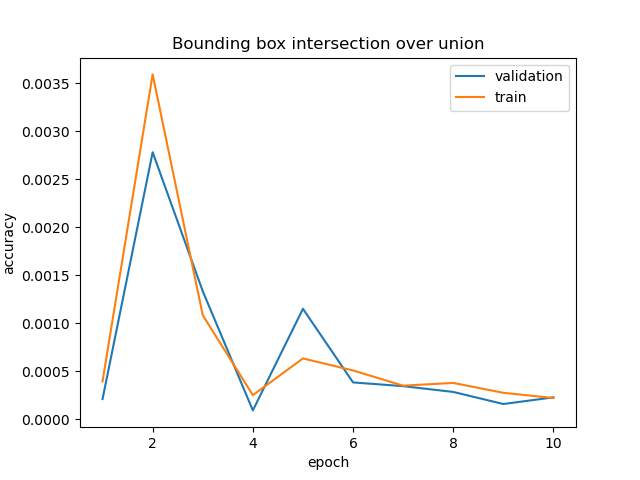 Bounding box intersection over union
validation
train
0.0035
0.0030
0.0025
0.0020
0.0015
0.0010
0.0005
0.0000
accuracy
2 4 6 8 10
epoch